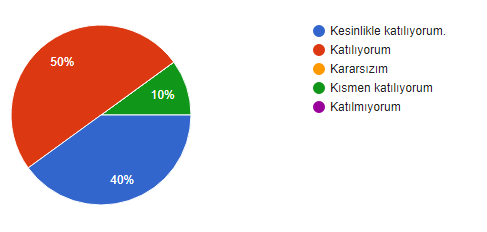 50%
10%
40%
Kesinlikle katılıyorum.
Katılıyorum
Kararsızım
Kısmen katılıyorum
Katılmıyorum